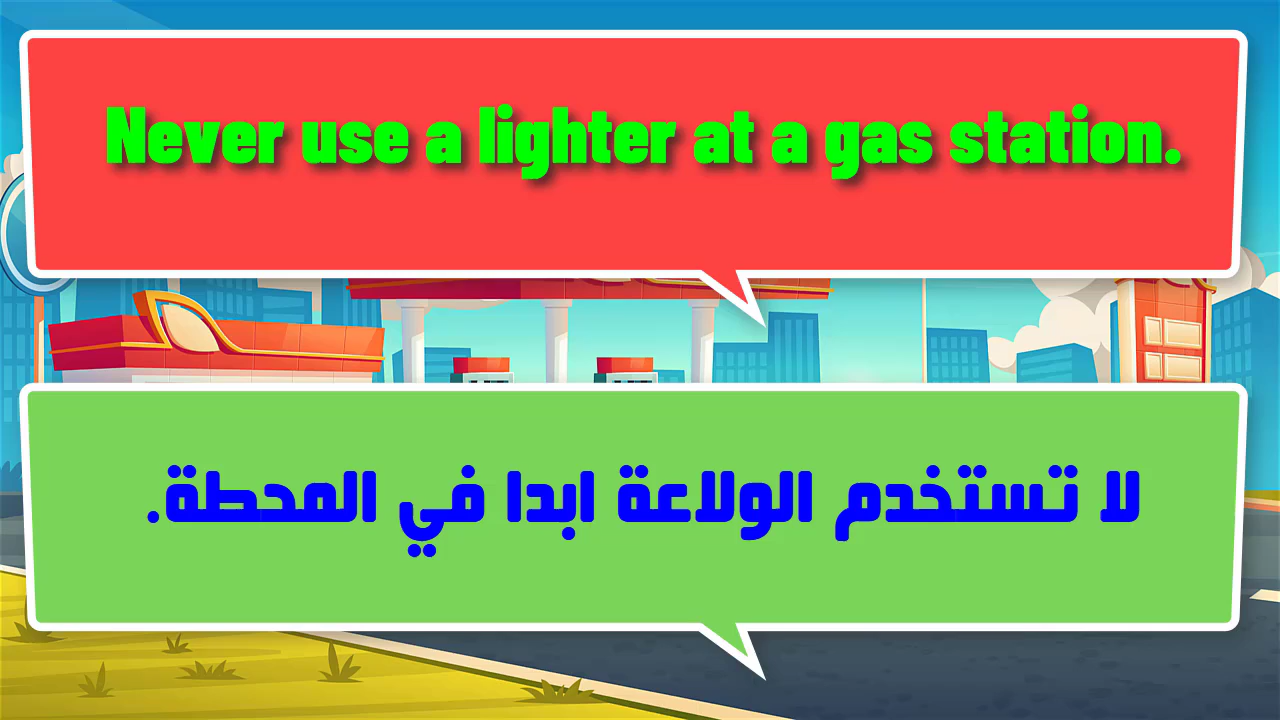 Never use a lighter at a gas station.
لا تستخدم الولاعة ابدا في المحطة.